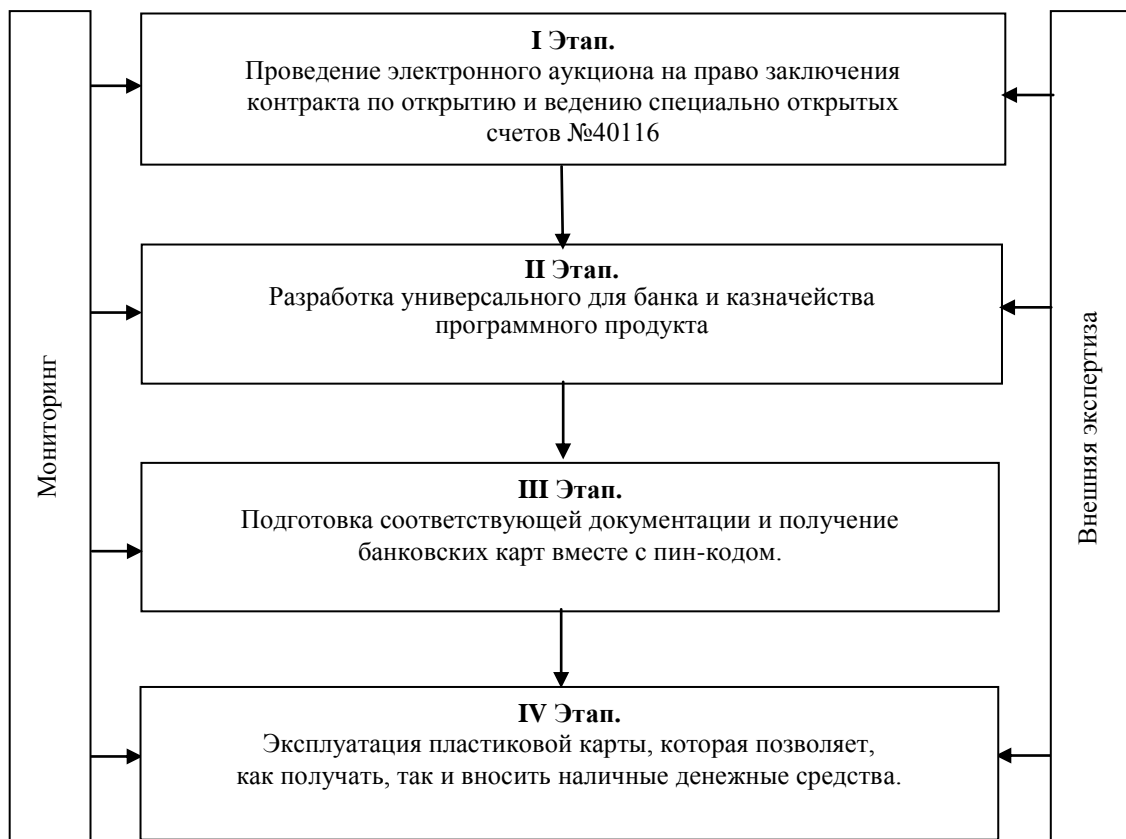 Мониторинг
I Этап.
Проведение электронного аукциона на право заключения
контракта по открытию и ведению специально открытых
счетов №40116
II Этап.
Разработка универсального для банка и казначейства
программного продукта
III Этап.
Подготовка соответствующей документации и получение
банковских карт вместе с пин-кодом.
IV Этап.
Эксплуатация пластиковой карты, которая позволяет,
как получать, так и вносить наличные денежные средства.
Внешняя экспертиза